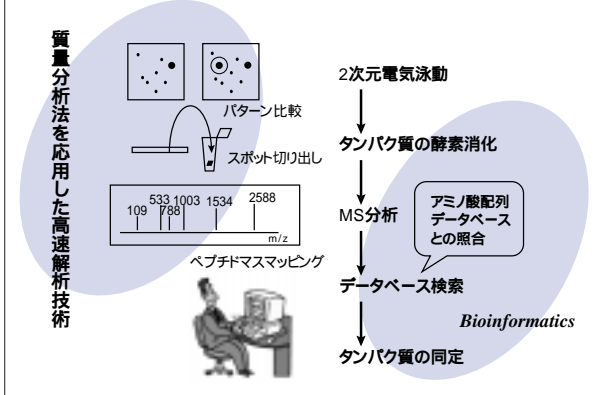 質量分析法を応用した高速解析技術
パターン比較
スポット切り出し
109 533 788 1003 1534 2588
m/z
ペプチドマスマッピング
2次元電気泳動
タンパク質の酵素消化
MS分析
アミノ酸配列
データベース
との照合
データベース検索
Bioinformatics
タンパク質の同定